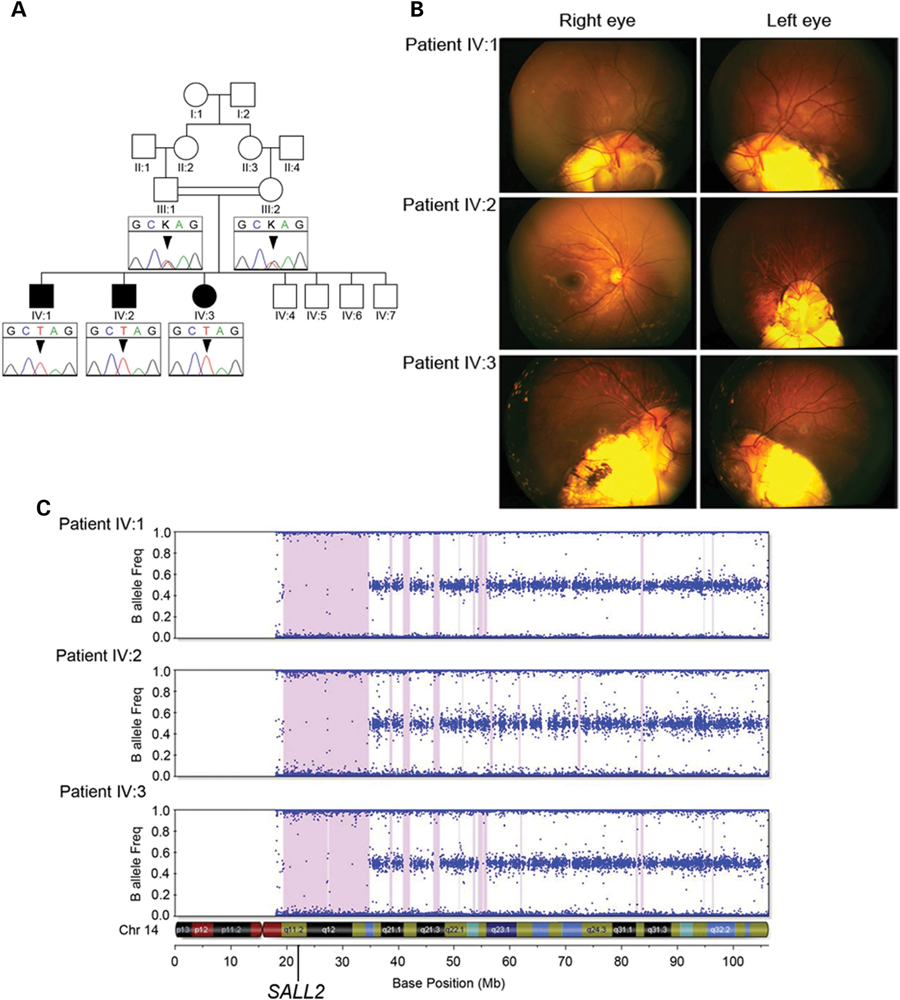 A
I:1 I:2
II:1 II:2 II:3 II:4
III:1 III:2
G C K A G G C K A G
IV:1 IV:2 IV:3 IV:4 IV:5 IV:6 IV:7
G C T A G G C T A G G C T A G
B
Right eye Left eye
Patient IV:1
Patient IV:2
Patient IV:3
C
Patient IV:1
B allele Freq
1.0
0.8
0.6
0.4
0.2
0.0
Patient IV:2
B allele Freq
1.0
0.8
0.6
0.4
0.2
0.0
Patient IV:3
B allele Freq
1.0
0.8
0.6
0.4
0.2
0.0
Chr 14 p13 p12 p11.2 q11.2 q12 q21.1 q21.3 q22.1 q23.1 q24.3 q31.1 q31.3 q32.2
0 10 20 30 40 50 60 70 80 90 100
Base Position (Mb)
SALL2